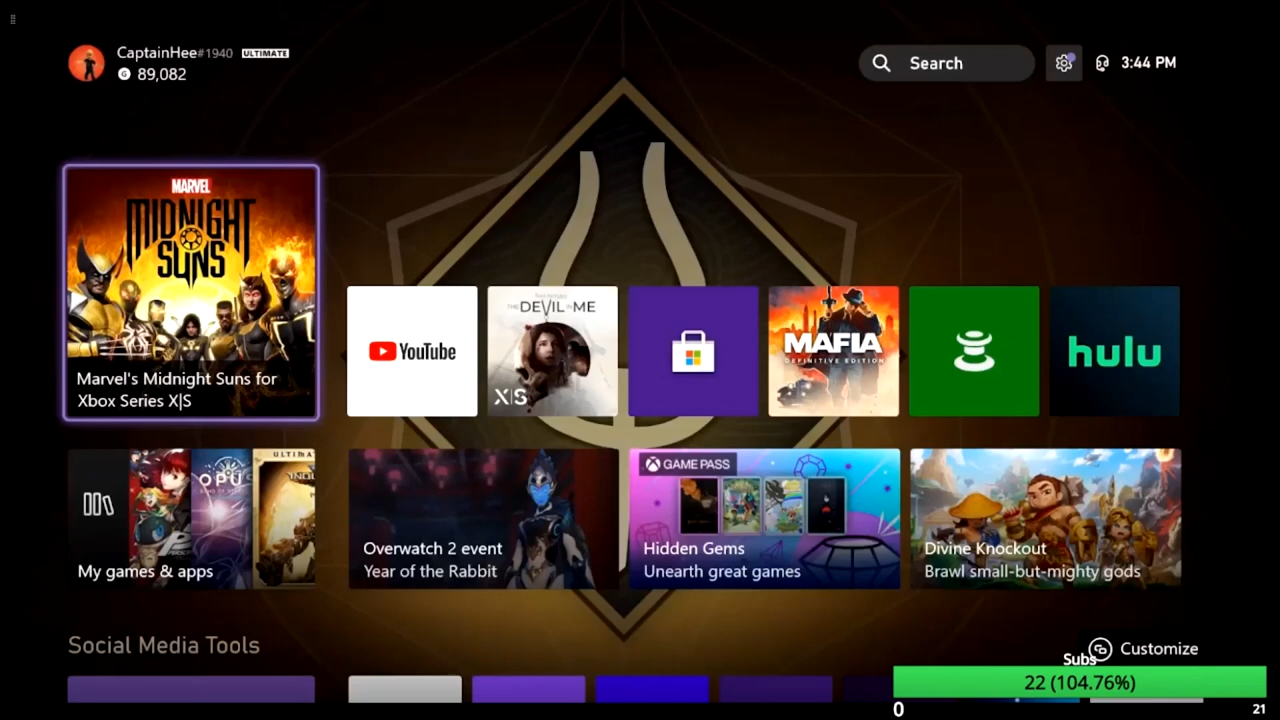 CaptainHee#1940 ULTIMATE
G 89,082
Search
3:44 PM
MARVEL
MIDNIGHT
SUNS
Marvel's Midnight Suns for
Xbox Series X|S
YouTube
THE DEVIL IN ME
X|S
MAFIA
DEFINITIVE EDITION
hulu
My games & apps
OPU
ULTIMA
Overwatch 2 event
Year of the Rabbit
GAME PASS
Hidden Gems
Unearth great games
Divine Knockout
Brawl small-but-mighty gods
Social Media Tools
Customize
Subs
22 (104.76%)
0
21